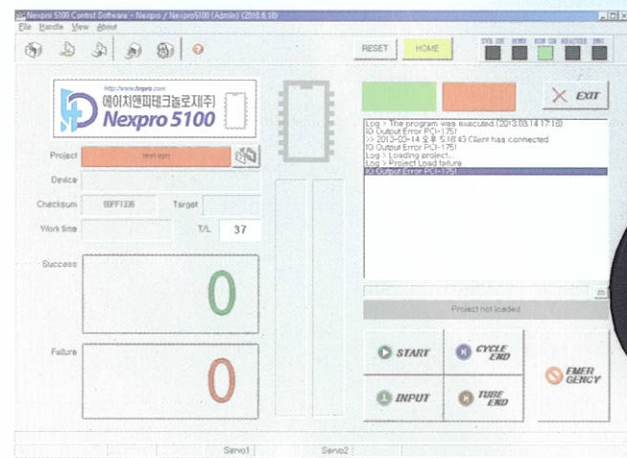 Nexpro 5100 Control Software - Nexpro / Nexpro5100 (Admin) (2013.6.18)
File Handle View About
RESET HOME
http://www.hnpro.com
에이치앤피테크놀로지(주)
Nexpro 5100
EXIT
Project
Device
Checksum 00FF1336 Target
Work time T/L 37
Success
0
Failure
0
Log > The program was executed (2013.03.14 17:18)
IO Output Error PCI-1751
>> 2013-03-14 오후 5:18:43 Client has connected
IO Output Error PCI-1751
Log > Loading project...
Log > Project Load failure
IO Output Error PCI-1751
Project not loaded
START
CYCLE
END
EMER
GENCY
INPUT
TUBE
END
Servo1 Servo2